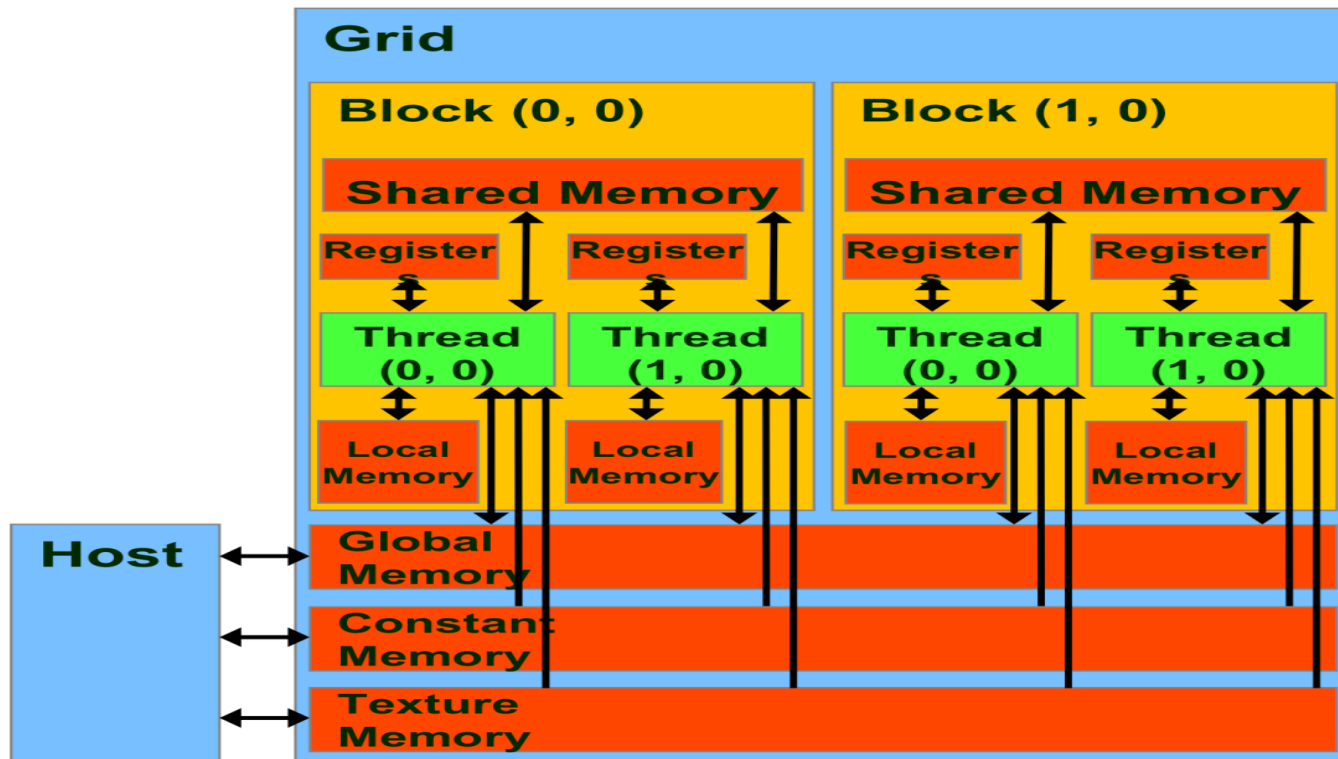 Grid
Block (0, 0)
Shared Memory
Register
s
Register
s
Thread
(0, 0)
Thread
(1, 0)
Local
Memory
Local
Memory
Block (1, 0)
Shared Memory
Register
s
Register
s
Thread
(0, 0)
Thread
(1, 0)
Local
Memory
Local
Memory
Host
Global
Memory
Constant
Memory
Texture
Memory